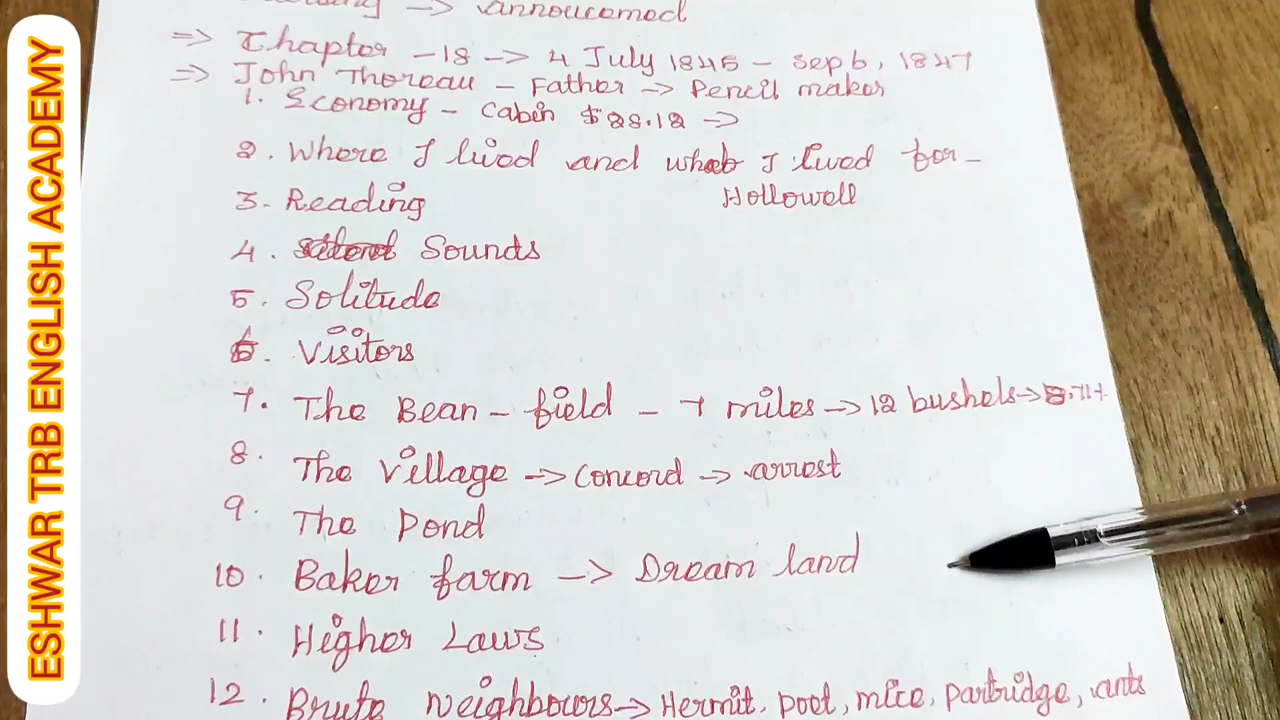 ESHWAR TRB ENGLISH ACADEMY
-> annoucemed
=> Chapter - 18 -> 4 July 1845 - Sep 6, 1847
=> John Thoreau - Father -> Pencil maker
1. Economy - Cabin $28.12 ->
2. Where I lived and what I lived for -
Hollowell
3. Reading
4. Sounds
5. Solitude
6. Visitors
7. The Bean - field - 7 miles -> 12 bushels ->
8. The Village -> Concord -> arrest
9. The Pond
10. Baker farm -> Dream land
11. Higher Laws
12. Brute Neighbours -> Hermit, poet, mice, partridge, ants